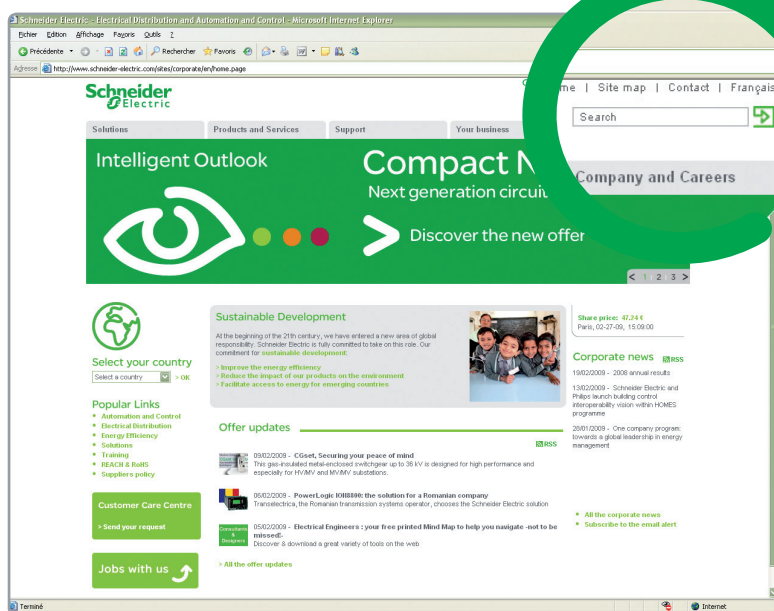 Schneider Electric - Electrical Distribution and Automation and Control - Microsoft Internet Explorer
Fichier Edition Affichage Favoris Outils ?
Précédente Rechercher Favoris
Adresse http://www.schneider-electric.com/sites/corporate/en/home.page
me | Site map | Contact | Français
Schneider
Electric
Search
Solutions Products and Services Support Your business Company and Careers
Intelligent Outlook
Compact N
Next generation circui
Discover the new offer
< 1 2 3 >
Select your country
Select a country > OK
Popular Links
Automation and Control
Electrical Distribution
Energy Efficiency
Solutions
Training
REACH & RoHS
Suppliers policy
Customer Care Centre
> Send your request
Jobs with us
Sustainable Development
At the beginning of the 21th century, we have entered a new area of global
responsibility. Schneider Electric is fully committed to take on this role. Our
commitment for sustainable development
> Improve the energy efficiency
> Reduce the impact of our products on the environment
> Facilitate access to energy for emerging countries
Offer updates
RSS
09/02/2009 - CGset, Securing your peace of mind
This gas-insulated metal-enclosed switchgear up to 36 kV is designed for high performance and
especially for HV/MV and MV/MV substations.
06/02/2009 - PowerLogic ION8800: the solution for a Romanian company
Transelectrica, the Romanian transmission systems operator, chooses the Schneider Electric solution
Consultants
&
Designers
05/02/2009 - Electrical Engineers : your free printed Mind Map to help you navigate -not to be
missed!-
Discover & download a great variety of tools on the web
> All the offer updates
Share price: 47.24 €
Paris, 02-27-09, 15:09:00
Corporate news RSS
19/02/2009 - 2008 annual results
13/02/2009 - Schneider Electric and
Philips launch building control
interoperability vision within HOMES
programme
28/01/2009 - One company program:
towards a global leadership in energy
management
All the corporate news
Subscribe to the email alert
Terminé Internet